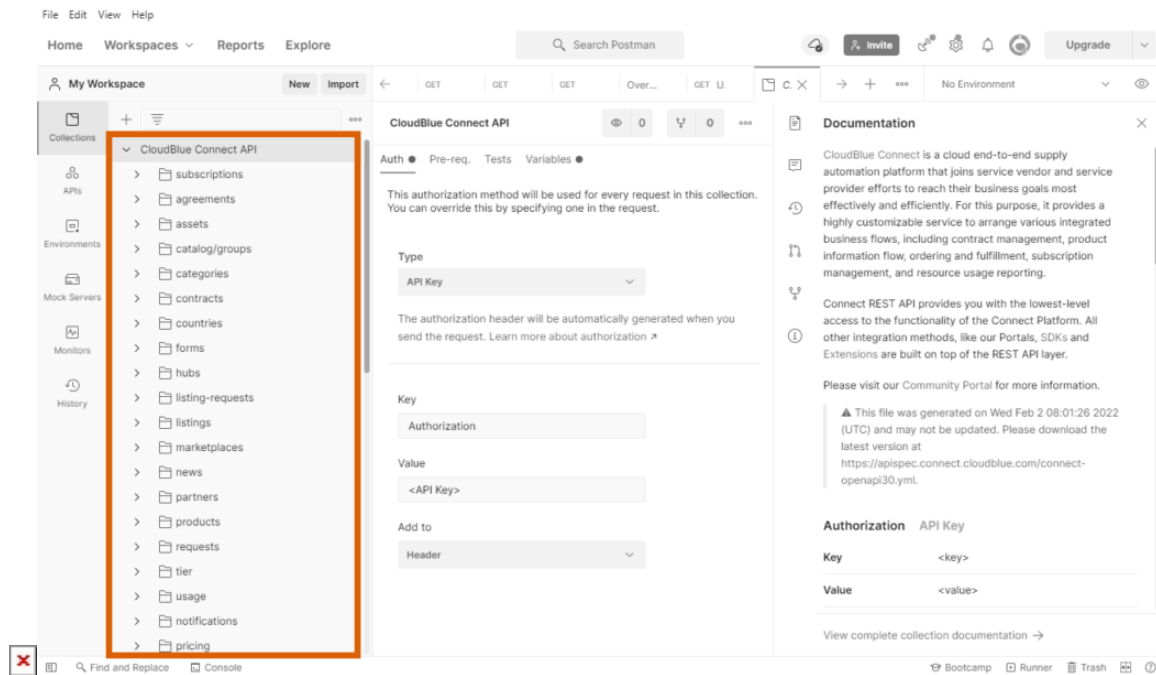 File Edit View Help
Home Workspaces Reports Explore
Search Postman
Invite
Upgrade
My Workspace
New Import
GET
GET
GET
Over...
GET U.
C.
No Environment
Collections
APIs
Environments
Mock Servers
Monitors
History
CloudBlue Connect API
subscriptions
agreements
assets
catalog/groups
categories
contracts
countries
forms
hubs
listing-requests
listings
marketplaces
news
partners
products
requests
tier
usage
notifications
pricing
CloudBlue Connect API
0
0
Auth Pre-req. Tests Variables
This authorization method will be used for every request in this collection.
You can override this by specifying one in the request.
Type
API Key
The authorization header will be automatically generated when you
send the request. Learn more about authorization ↗
Key
Authorization
Value
<API Key>
Add to
Header
Documentation
CloudBlue Connect is a cloud end-to-end supply
automation platform that joins service vendor and service
provider efforts to reach their business goals most
effectively and efficiently. For this purpose, it provides a
highly customizable service to arrange various integrated
business flows, including contract management, product
information flow, ordering and fulfillment, subscription
management, and resource usage reporting.
Connect REST API provides you with the lowest-level
access to the functionality of the Connect Platform. All
other integration methods, like our Portals, SDKs and
Extensions are built on top of the REST API layer.
Please visit our Community Portal for more information.
⚠ This file was generated on Wed Feb 2 08:01:26 2022
(UTC) and may not be updated. Please download the
latest version at
https://apispec.connect.cloudblue.com/connect-
openapi30.yml.
Authorization API Key
Key <key>
Value <value>
View complete collection documentation →
Find and Replace Console
Bootcamp Runner Trash